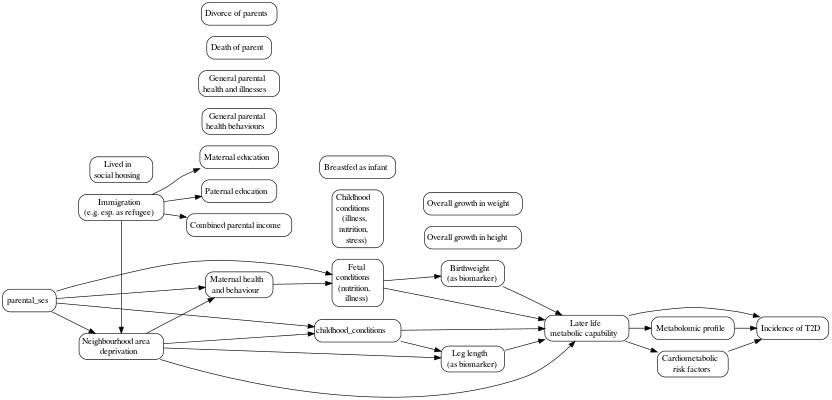 Divorce of parents
Death of parent
General parental
health and illnesses
General parental
health behaviours
Lived in
social housing
Maternal education
Breastfed as infant
Immigration
(e.g. esp. as refugee)
Paternal education
Combined parental income
Childhood
conditions
(illness,
nutrition,
stress)
Overall growth in weight
Overall growth in height
parental_ses
Maternal health
and behaviour
Fetal
conditions
(nutrition,
illness)
Birthweight
(as biomarker)
Neighbourhood area
deprivation
childhood_conditions
Leg length
(as biomarker)
Later life
metabolic capability
Metabolomic profile
Cardiometabolic
risk factors
Incidence of T2D